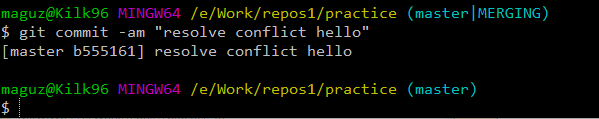 maguz@Kilk96 MINGW64 /e/Work/repos1/practice (master|MERGING)
$ git commit -am "resolve conflict hello"
[master b555161] resolve conflict hello
maguz@Kilk96 MINGW64 /e/Work/repos1/practice (master)
$